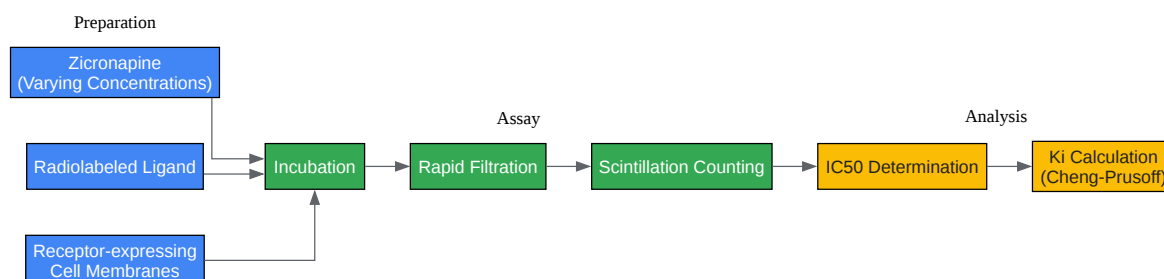 Preparation
Zicronapine
(Varying Concentrations)
Radiolabeled Ligand
Receptor-expressing
Cell Membranes
Assay
Incubation
Rapid Filtration
Scintillation Counting
Analysis
IC50 Determination
Ki Calculation
(Cheng-Prusoff)